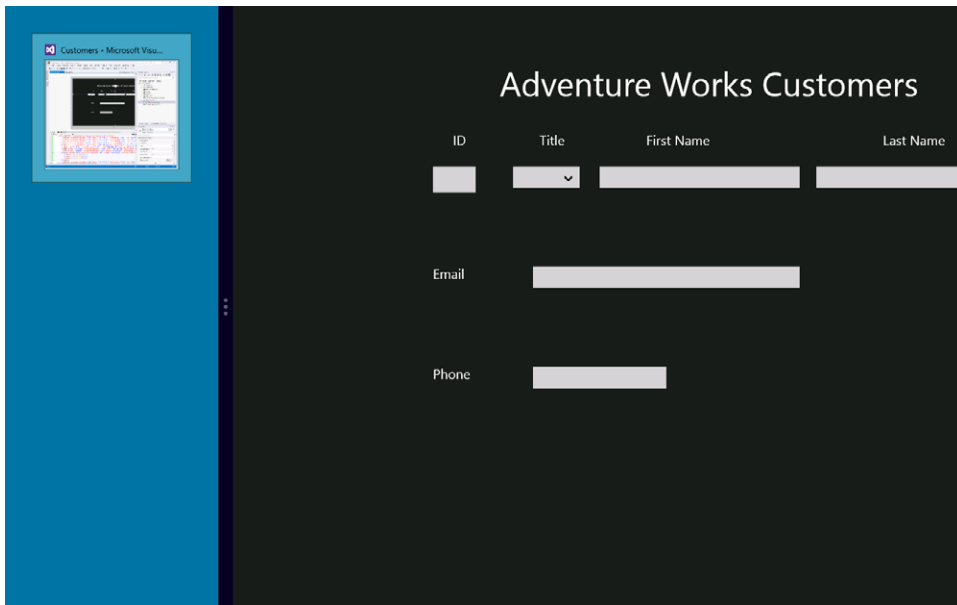 Customers - Microsoft Visu...
Adventure Works Customers
ID Title First Name Last Name
Email
Phone